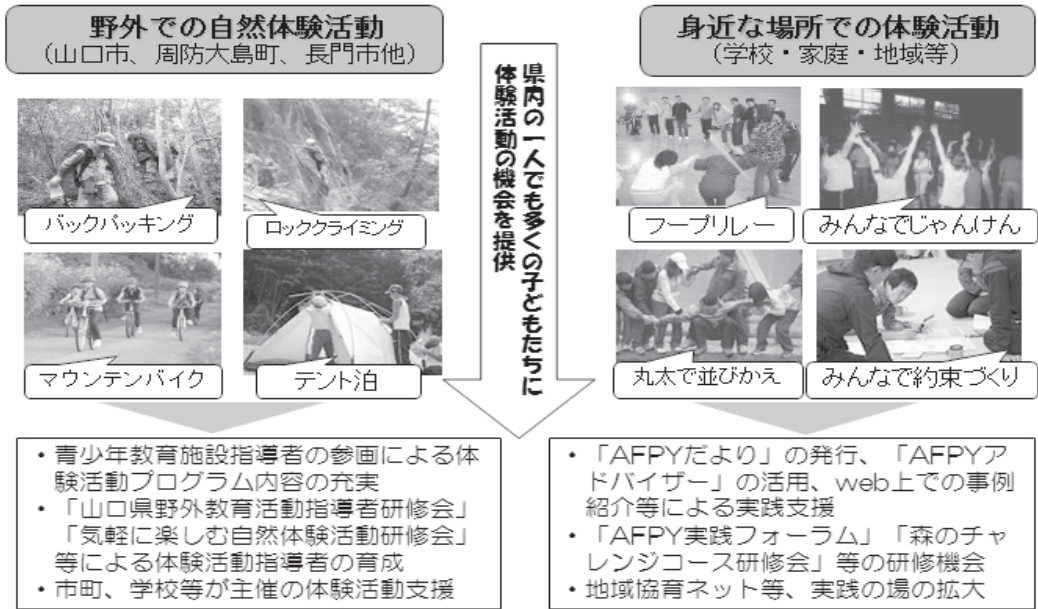 野外での自然体験活動
(山口市、周防大島町、長門市他)
バックパッキング
ロッククライミング
マウンテンバイク
テント泊
・青少年教育施設指導者の参画による体
験活動プログラム内容の充実
・「山口県野外教育活動指導者研修会」
「気軽に楽しむ自然体験活動研修会」
等による体験活動指導者の育成
・市町、学校等が主催の体験活動支援
県内の一人でも多くの子どもたちに
体験活動の機会を提供
身近な場所での体験活動
(学校・家庭・地域等)
フープリレー
みんなでじゃんけん
丸太で並びかえ
みんなで約束づくり
・「AFPYだより」の発行、「AFPYア
ドバイザー」の活用、web上での事例
紹介等による実践支援
・「AFPY実践フォーラム」「森のチャ
レンジコース研修会」等の研修機会
・地域協育ネット等、実践の場の拡大